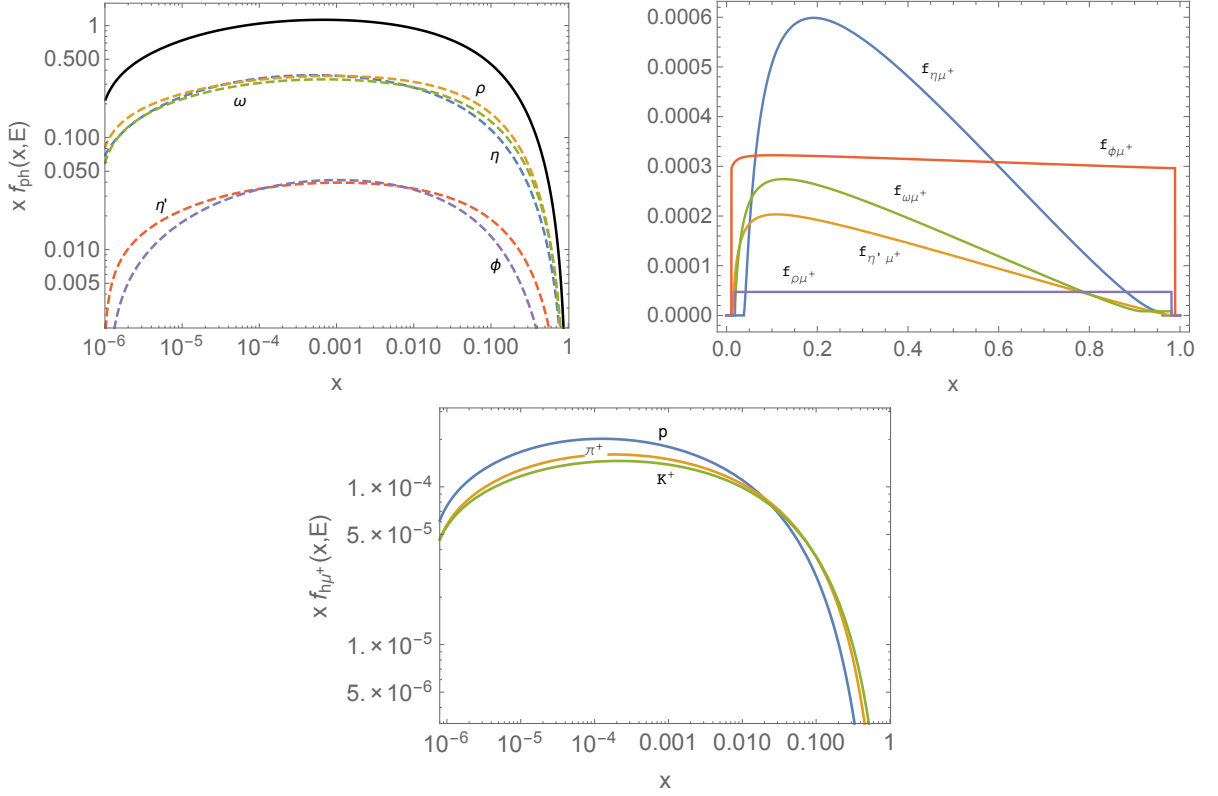 x f_ph(x,E)
1
0.500
0.100
0.050
0.010
0.005
ρ
ω
η
η'
ϕ
10^-6 10^-5 10^-4 0.001 0.010 0.100 1
x
0.0006
0.0005
0.0004
0.0003
0.0002
0.0001
0.0000
f_ημ^+
f_ϕμ^+
f_ωμ^+
f_η' μ^+
f_ρμ^+
0.0 0.2 0.4 0.6 0.8 1.0
x
x f_hμ^+(x,E)
1.×10^-4
5.×10^-5
1.×10^-5
5.×10^-6
p
π^+
K^+
10^-6 10^-5 10^-4 0.001 0.010 0.100 1
x